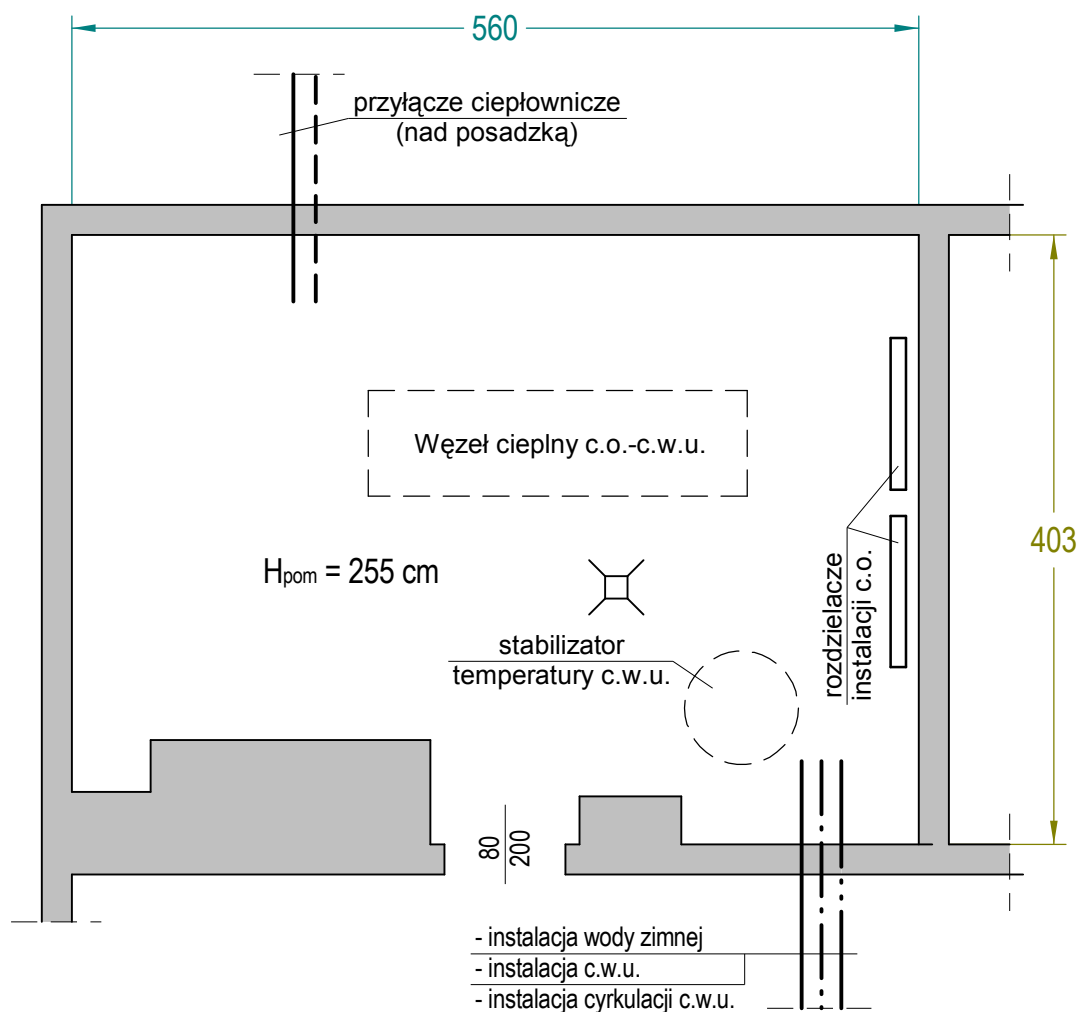 560
przyłącze ciepłownicze
(nad posadzką)
Węzeł cieplny c.o.-c.w.u.
403
Hpom = 255 cm
rozdzielacze
instalacji c.o.
stabilizator
temperatury c.w.u.
80
200
- instalacja wody zimnej
- instalacja c.w.u.
- instalacja cyrkulacji c.w.u.